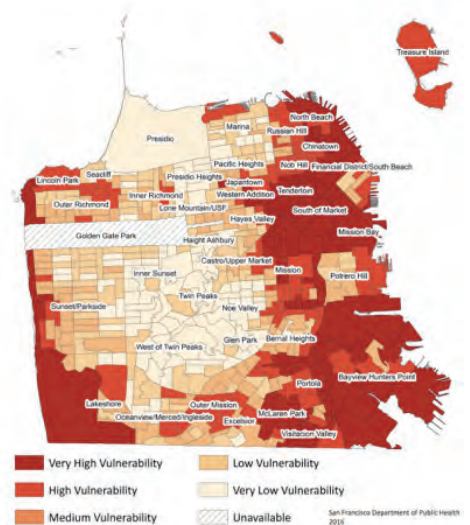 Treasure Island
North Beach
Marina
Russian Hill
Presidio
Chinatown
Pacific Heights
Nob Hill
Financial District/South Beach
Seacliff
Presidio Heights
Lincoln Park
Japantown
Tenderloin
Inner Richmond
Western Addition
Outer Richmond
Lone Mountain/USF
South of Market
Hayes Valley
Mission Bay
Golden Gate Park
Haight Ashbury
Castro/Upper Market
Inner Sunset
Mission
Potrero Hill
Twin Peaks
Sunset/Parkside
Noe Valley
Glen Park
Bernal Heights
West of Twin Peaks
Bayview Hunters Point
Portola
Lakeshore
Outer Mission
McLaren Park
Oceanview/Merced/Ingleside
Excelsior
Visitacion Valley
Very High Vulnerability
Low Vulnerability
High Vulnerability
Very Low Vulnerability
Medium Vulnerability
Unavailable
San Francisco Department of Public Health
2016